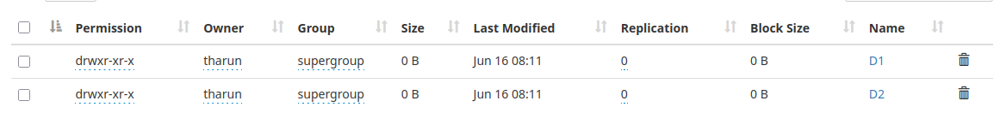 Permission Owner Group Size Last Modified Replication Block Size Name
drwxr-xr-x tharun supergroup 0 B Jun 16 08:11 0 0 B D1
drwxr-xr-x tharun supergroup 0 B Jun 16 08:11 0 0 B D2